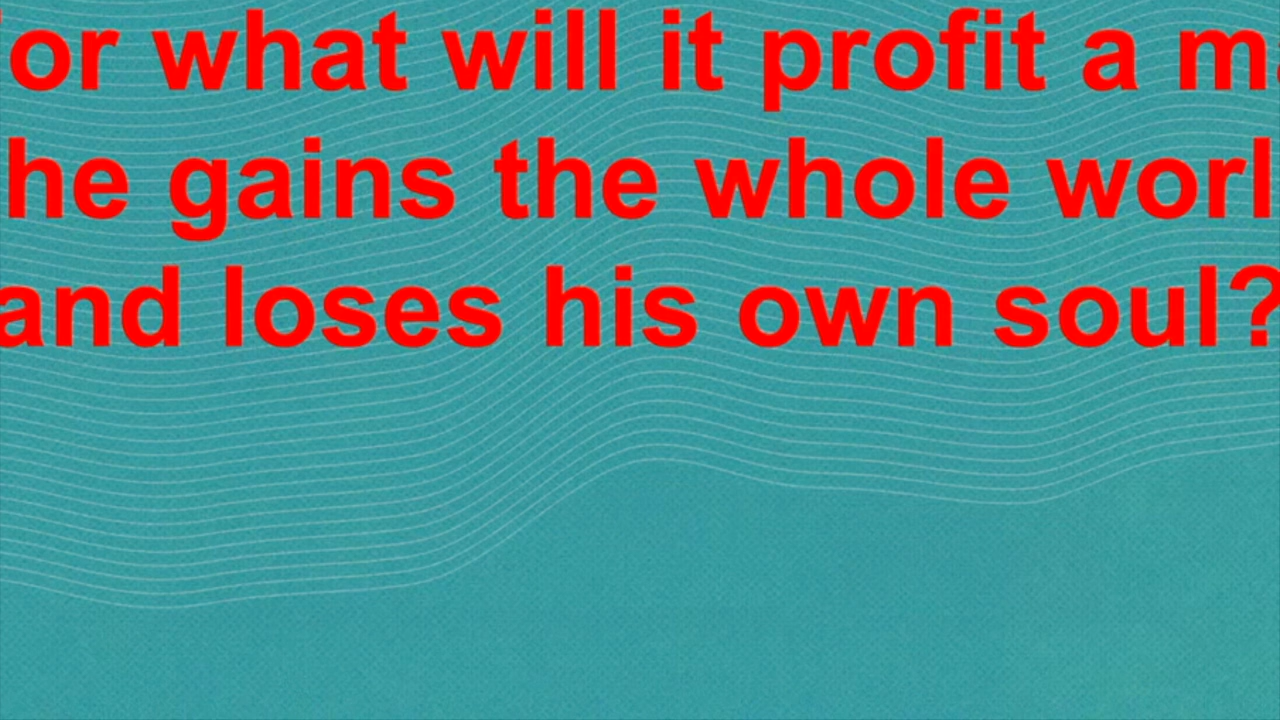 or what will it profit a m
he gains the whole worl
and loses his own soul?